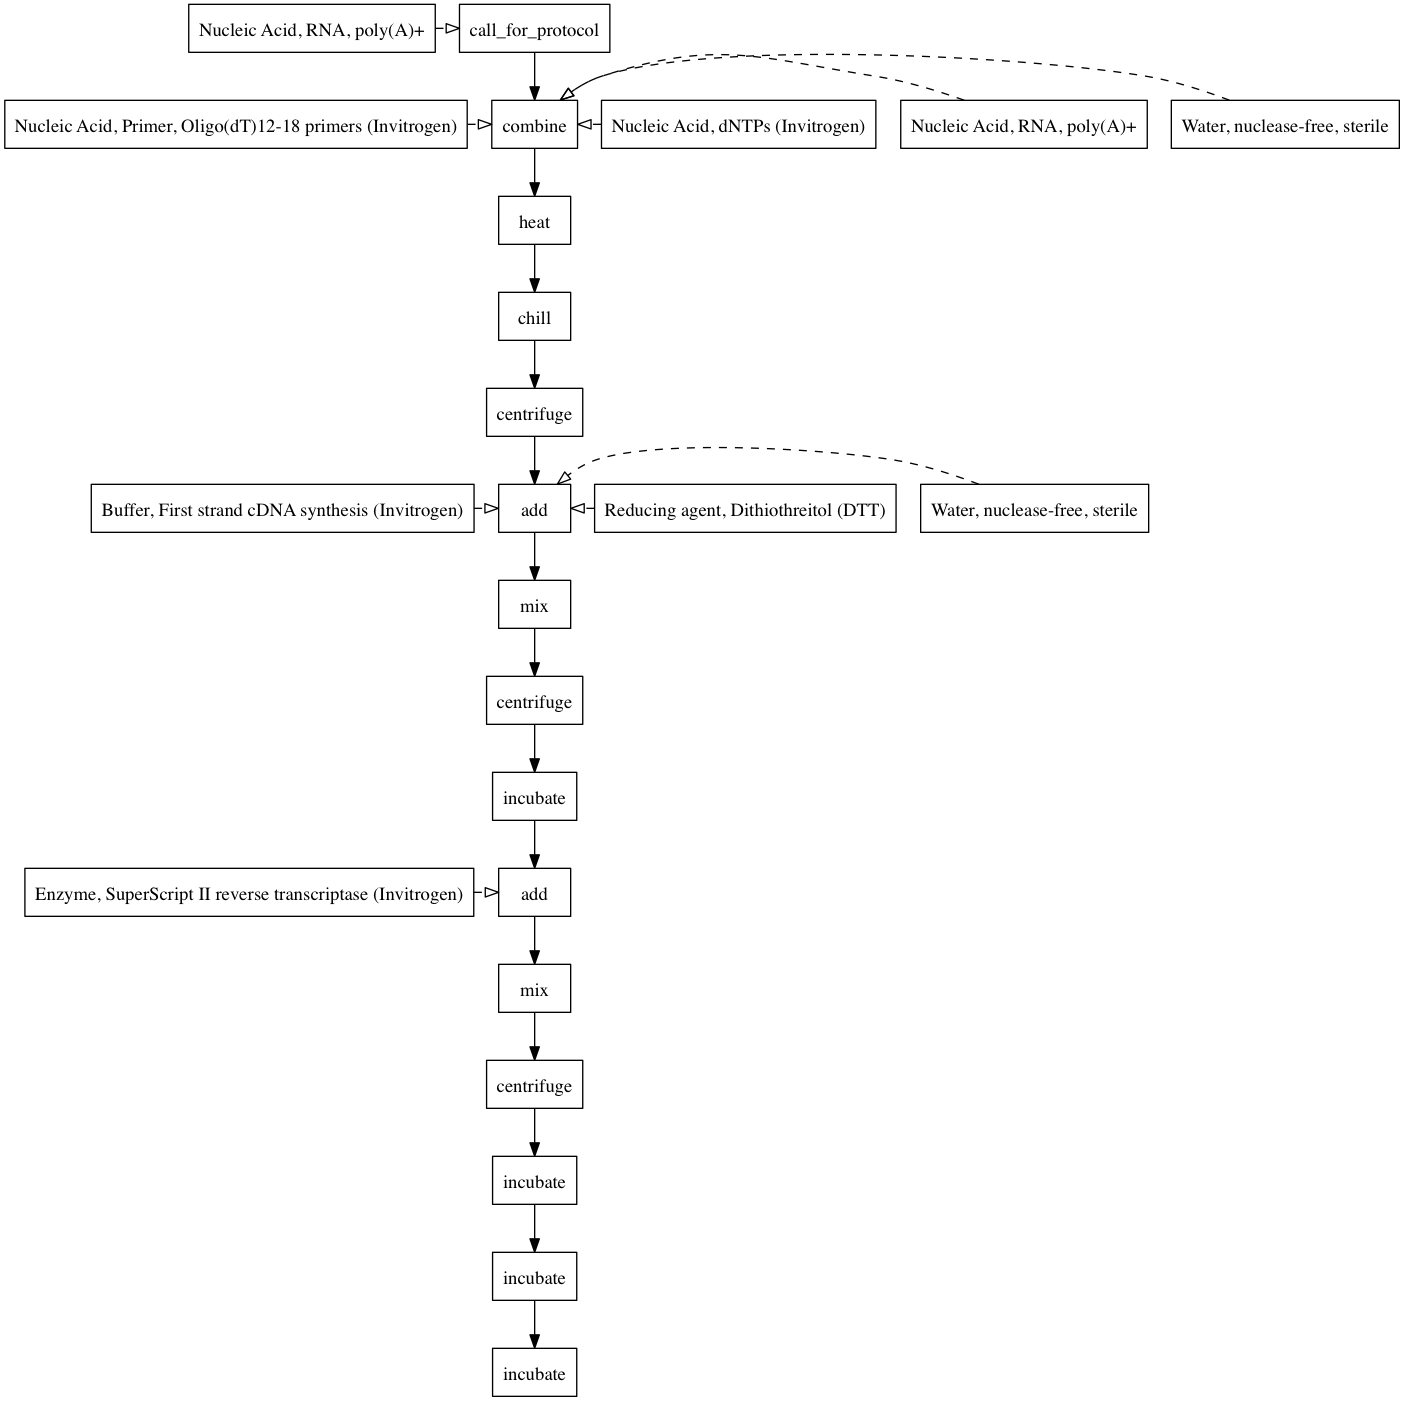 Nucleic Acid, RNA, poly(A)+
call_for_protocol
Nucleic Acid, Primer, Oligo(dT)12-18 primers (Invitrogen)
combine
Nucleic Acid, dNTPs (Invitrogen)
Nucleic Acid, RNA, poly(A)+
Water, nuclease-free, sterile
heat
chill
centrifuge
Buffer, First strand cDNA synthesis (Invitrogen)
add
Reducing agent, Dithiothreitol (DTT)
Water, nuclease-free, sterile
mix
centrifuge
incubate
Enzyme, SuperScript II reverse transcriptase (Invitrogen)
add
mix
centrifuge
incubate
incubate
incubate